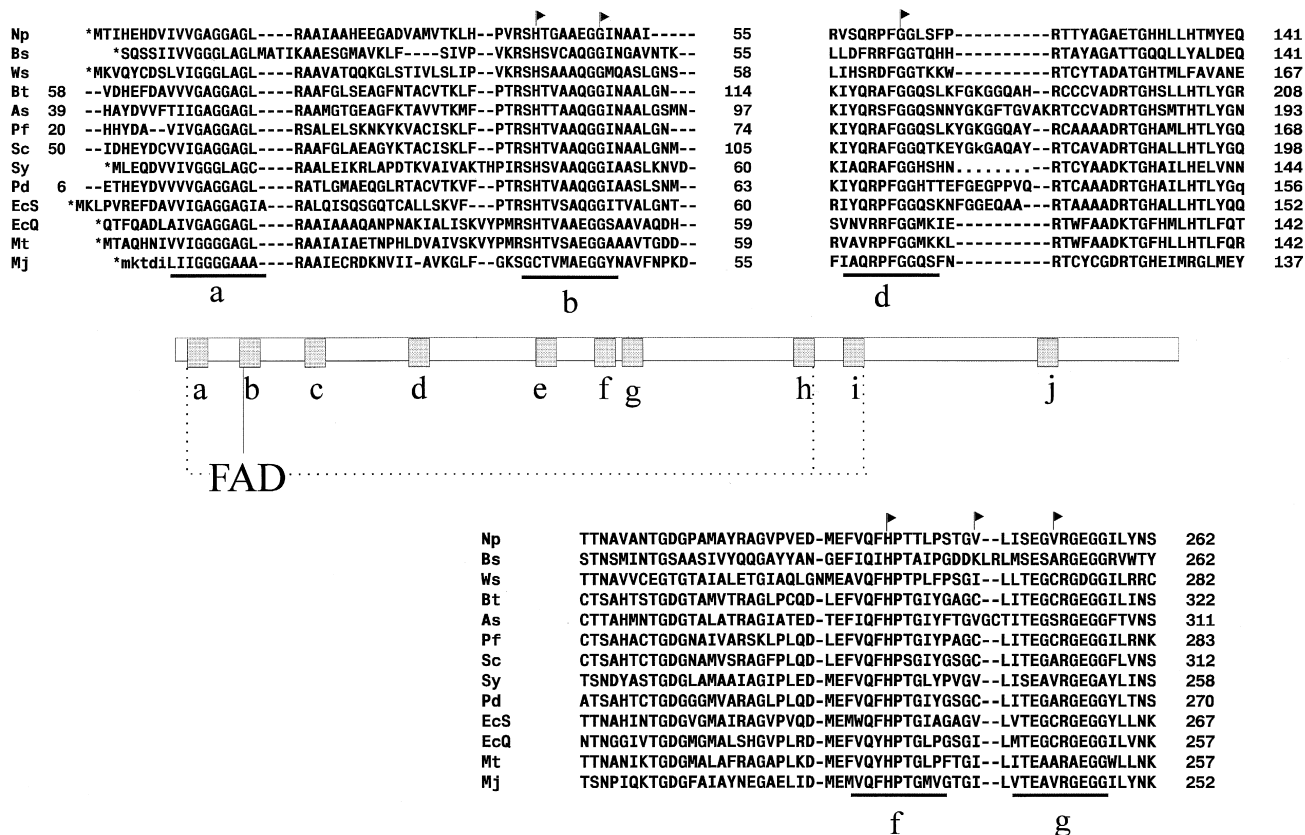 Np *MTIHEHDVIVVGAGGAGL----RAAIAAHEEGADVAMVTKLH--PVRSHTGAAEGGINAAI----- 55 RVSQRPFGGLSFP----------RTTYAGAETGHHLLHTMYEQ 141
Bs *SQSSIIVVGGGLAGLMATIKAAESGMAVKLF----SIVP--VKRSHSVCAQGGINGAVNTK--- 55 LLDFRRFGGTQHH----------RTAYAGATTGQQLLYALDEQ 141
Ws *MKVQYCDSLVIGGGLAGL----RAAVATQQKGLSTIVLSLIP--VKRSHSAAAQGGMQASLGNS--- 58 LIHSRDFGGTKKW----------RTCYTADATGHTMLFAVANE 167
Bt 58 --VDHEFDAVVVGAGGAGL----RAAFGLSEAGFNTACVTKLF--PTRSHTVAAQGGINAALGN---- 114 KIYQRAFGGQSLKFGKGGQAH--RCCCVADRTGHSLLHTLYGR 208
As 39 --HAYDVVFTIIGAGGAGL----RAAMGTGEAGFKTAVVTKMF--PTRSHTTAAQGGINAALGSMN-- 97 KIYQRSFGGQSNNYGKGFTGVAKRTCCVADRTGHSMTHTLYGN 193
Pf 20 --HHYDA--VIVGAGGAGL----RSALELSKNKYKVACISKLF--PTRSHTVAAQGGINAALGN---- 74 KIYQRAFGGQSLKYGKGGQAY--RCAAAADRTGHAMLHTLYGQ 168
Sc 50 --IDHEYDCVVIGAGGAGL----RAAFGLAEAGYKTACISKLF--PTRSHTVAAQGGINAALGNM--- 105 KIYQRAFGGQTKEYGkGAQAY--RTCAVADRTGHALLHTLYGQ 198
Sy *MLEQDVVIVGGGLAGC----RAALEIKRLAPDTKVAIVAKTHPIRSHSVAAQGGIAASLKNVD- 60 KIAQRAFGGHSHN........--RTCYAADKTGHAILHELVNN 144
Pd 6 --ETHEYDVVVVGAGGAGL----RATLGMAEQGLRTACVTKVF--PTRSHTVAAQGGIAASLSNM--- 63 KIYQRPFGGHTTEFGEGPPVQ--RTCAAADRTGHAILHTLYGq 156
EcS *MKLPVREFDAVVIGAGGAGIA--RALQISQSGQTCALLSKVF---PTRSHTVSAQGGITVALGNT-- 60 RIYQRPFGGQSKNFGGEQAA---RTAAAADRTGHALLHTLYQQ 152
EcQ *QTFQADLAIVGAGGAGL----RAAIAAAQANPNAKIALISKVYPMRSHTVAAEGGSAAVAQDH-- 59 SVNVRRFGGMKIE----------RTWFAADKTGFHMLHTLFQT 142
Mt *MTAQHNIVVIGGGGAGL----RAAIAIAETNPHLDVAIVSKVYPMRSHTVSAEGGAAAVTGDD-- 59 RVAVRPFGGMKKL----------RTWFAADKTGFHLLHTLFQR 142
Mj *mktdiLIIGGGGAAA----RAAIECRDKNVII-AVKGLF--GKSGCTVMAEGGYNAVFNPKD- 55 FIAQRPFGGQSFN----------RTCYCGDRTGHEIMRGLMEY 137
a b d
a b c d e f g h i j
FAD
Np TTNAVANTGDGPAMAYRAGVPVED-MEFVQFHPTTLPSTGV--LISEGVRGEGGILYNS 262
Bs STNSMINTGSAASIVYQQGAYYAN-GEFIQIHPTAIPGDDKLRLMSESARGEGGRVWTY 262
Ws TTNAVVCEGTGTAIALETGIAQLGNMEAVQFHPTPLFPSGI--LLTEGCRGDGGILRRC 282
Bt CTSAHTSTGDGTAMVTRAGLPCQD-LEFVQFHPTGIYGAGC--LITEGCRGEGGILINS 322
As CTTAHMNTGDGTALATRAGIATED-TEFIQFHPTGIYFTGVGCTITEGSRGEGGFTVNS 311
Pf CTSAHACTGDGNAIVARSKLPLQD-LEFVQFHPTGIYPAGC--LITEGCRGEGGILRNK 283
Sc CTSAHTCTGDGNAMVSRAGFPLQD-LEFVQFHPSGIYGSGC--LITEGARGEGGFLVNS 312
Sy TSNDYASTGDGLAMAAIAGIPLED-MEFVQFHPTGLYPVGV--LISEAVRGEGAYLINS 258
Pd ATSAHTCTGDGGGMVARAGLPLQD-MEFVQFHPTGIYGSGC--LITEGARGEGGYLTNS 270
EcS TTNAHINTGDGVGMAIRAGVPVQD-MEMWQFHPTGIAGAGV--LVTEGCRGEGGYLLNK 267
EcQ NTNGGIVTGDGMGMALSHGVPLRD-MEFVQYHPTGLPGSGI--LMTEGCRGEGGILVNK 257
Mt TTNANIKTGDGMALAFRAGAPLKD-MEFVQYHPTGLPFTGI--LITEAARAEGGWLLNK 257
Mj TSNPIQKTGDGFAIAYNEGAELID-MEMVQFHPTGMVGTGI--LVTEAVRGEGGILYNK 252
f g